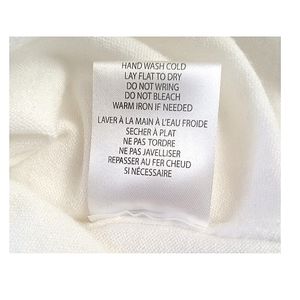 HAND WASH COLD
LAY FLAT TO DRY
DO NOT WRING
DO NOT BLEACH
WARM IRON IF NEEDED
LAVER À LA MAIN À L'EAU FROIDE
SECHER À PLAT
NE PAS TORDRE
NE PAS JAVELLISER
REPASSER AU FER CHEUD
SI NÉCESSAIRE